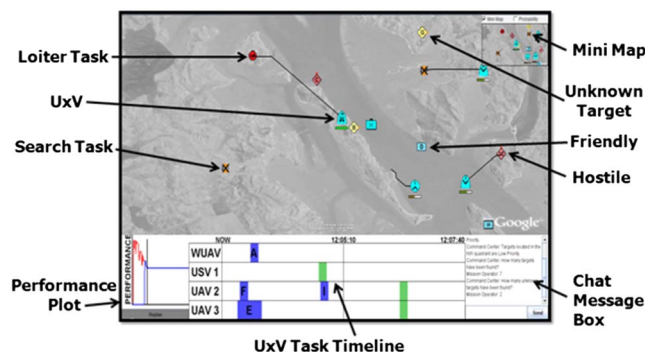 Mini Map
Probability
Loiter Task
UxV
Search Task
Performance
Plot
Mini Map
Unknown
Target
Friendly
Hostile
Chat
Message
Box
UxV Task Timeline
Google
PERFORMANCE
NOW
12:05:10
12:07:40
WUAV
A
USV 1
UAV 2
F
I
UAV 3
E
A
Priority
Command Center: Targets located in the
NW quadrant are Low Priority
Command Center: How many targets
have been found?
Mission Operator: 7
Command Center: How many
targets have been found?
Mission Operator: 2
Send